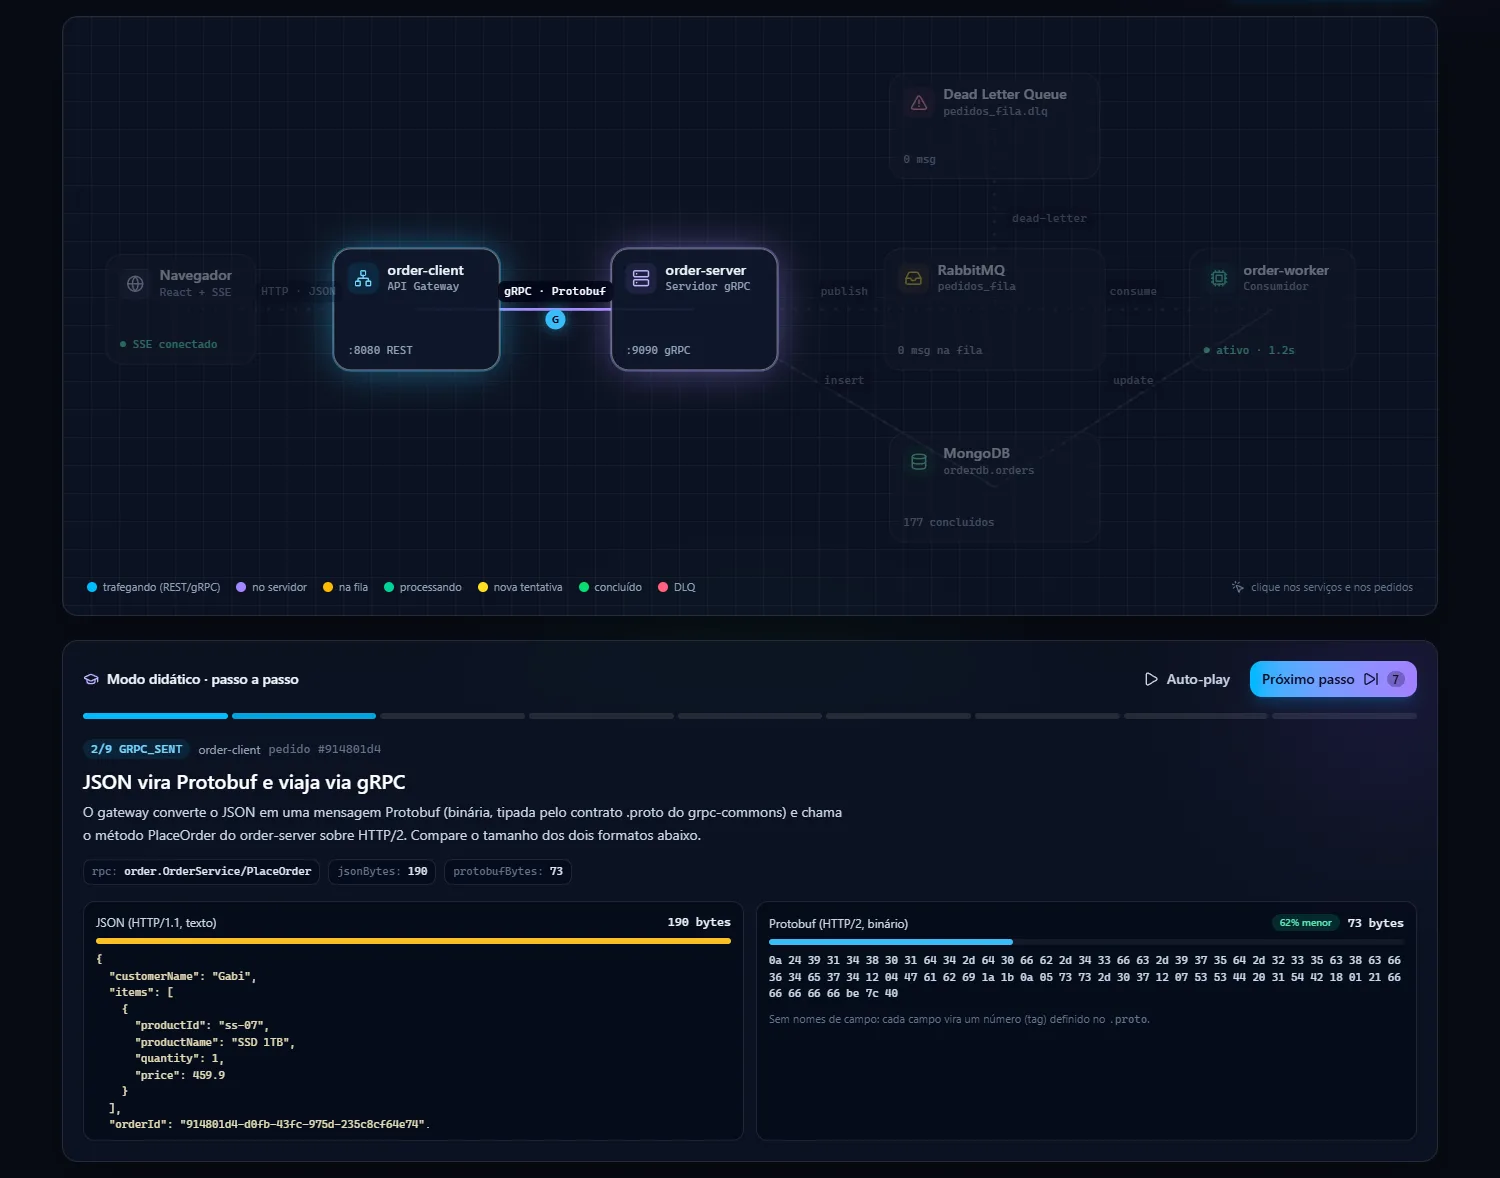 Dead Letter Queue
pedidos_fila.dlq
0 msg
dead-letter
Navegador
React + SSE
SSE conectado
HTTP · JSON
order-client
API Gateway
:8080 REST
gRPC · Protobuf
G
order-server
Servidor gRPC
:9090 gRPC
publish
RabbitMQ
pedidos_fila
0 msg na fila
consume
order-worker
Consumidor
ativo · 1.2s
insert
update
MongoDB
orderdb.orders
177 concluídos
trafegando (REST/gRPC) no servidor na fila processando nova tentativa concluído DLQ
clique nos serviços e nos pedidos
Modo didático · passo a passo
Auto-play
Próximo passo 7
2/9 GRPC_SENT order-client pedido #914801d4
JSON vira Protobuf e viaja via gRPC
O gateway converte o JSON em uma mensagem Protobuf (binária, tipada pelo contrato .proto do grpc-commons) e chama
o método PlaceOrder do order-server sobre HTTP/2. Compare o tamanho dos dois formatos abaixo.
rpc: order.OrderService/PlaceOrder jsonBytes: 190 protobufBytes: 73
JSON (HTTP/1.1, texto) 190 bytes
{
"customerName": "Gabi",
"items": [
{
"productId": "ss-07",
"productName": "SSD 1TB",
"quantity": 1,
"price": 459.9
}
],
"orderId": "914801d4-d0fb-43fc-975d-235c8cf64e74".
Protobuf (HTTP/2, binário) 62% menor 73 bytes
0a 24 39 31 34 38 30 31 64 34 2d 64 30 66 62 2d 34 33 66 63 2d 39 37 35 64 2d 32 33 35 63 38 63 66
36 34 65 37 34 12 04 47 61 62 69 1a 1b 0a 05 73 73 2d 30 37 12 07 53 53 44 20 31 54 42 18 01 21 66
66 66 66 66 be 7c 40
Sem nomes de campo: cada campo vira um número (tag) definido no .proto.